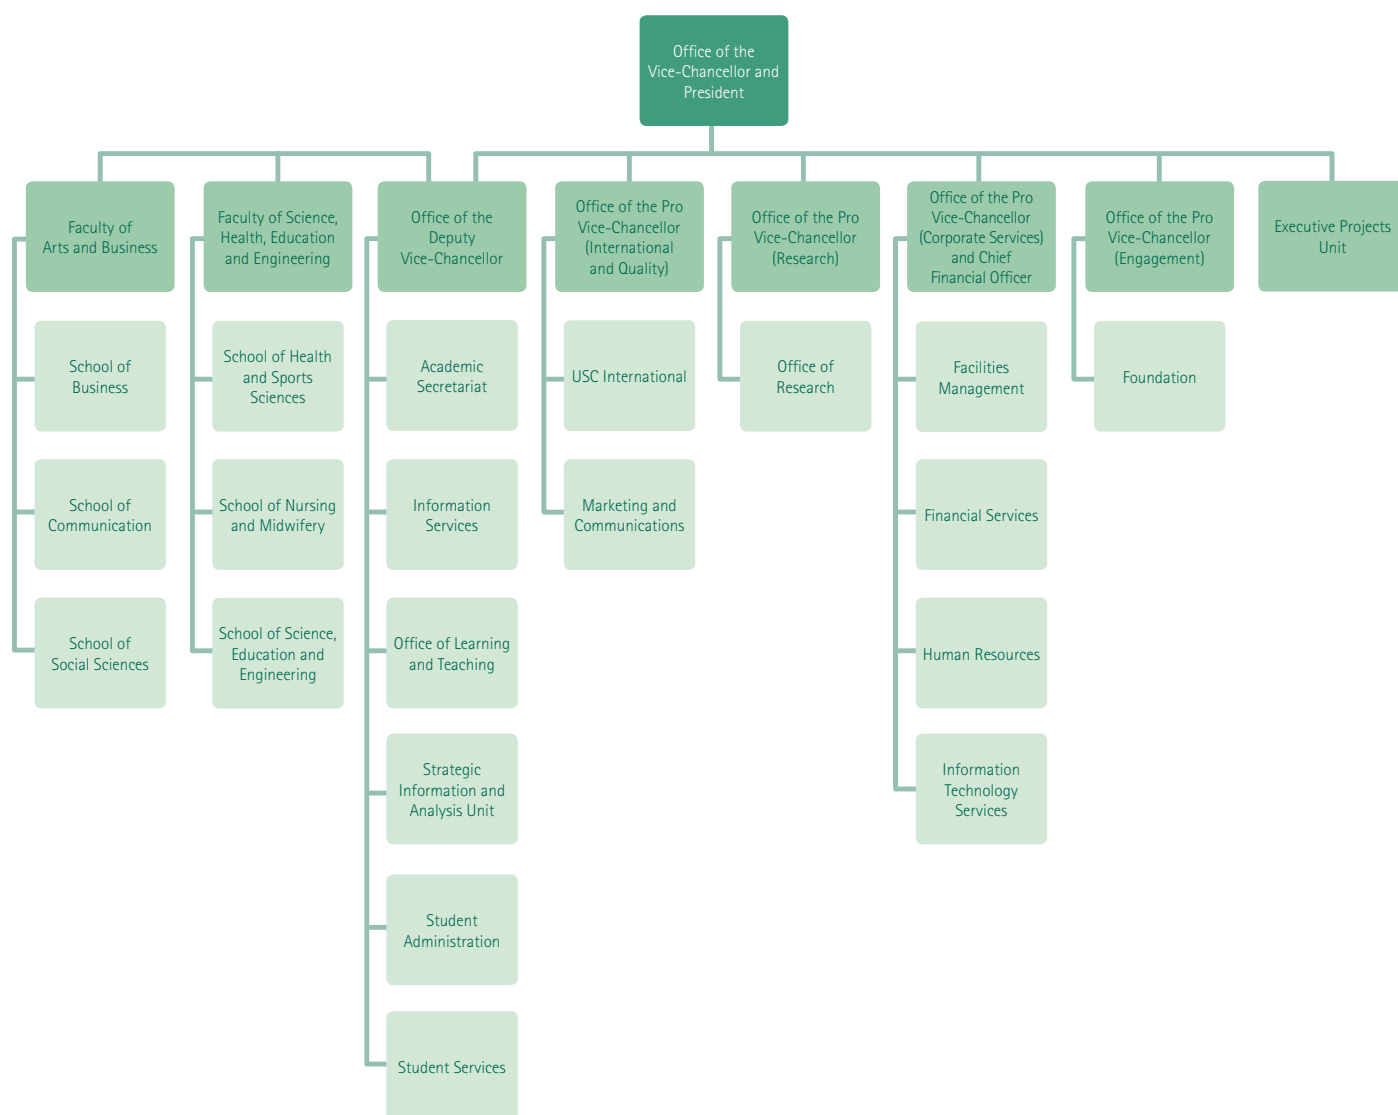 Office of the
Vice-Chancellor and
President
Faculty of
Arts and Business
Faculty of Science,
Health, Education
and Engineering
Office of the
Deputy
Vice-Chancellor
Office of the Pro
Vice-Chancellor
(International
and Quality)
Office of the Pro
Vice-Chancellor
(Research)
Office of the Pro
Vice-Chancellor
(Corporate Services)
and Chief
Financial Officer
Office of the Pro
Vice-Chancellor
(Engagement)
Executive Projects
Unit
School of
Business
School of Health
and Sports
Sciences
Academic
Secretariat
USC International
Office of
Research
Facilities
Management
Foundation
School of
Communication
School of Nursing
and Midwifery
Information
Services
Marketing and
Communications
Financial Services
School of
Social Sciences
School of Science,
Education and
Engineering
Office of Learning
and Teaching
Human Resources
Strategic
Information and
Analysis Unit
Information
Technology
Services
Student
Administration
Student Services